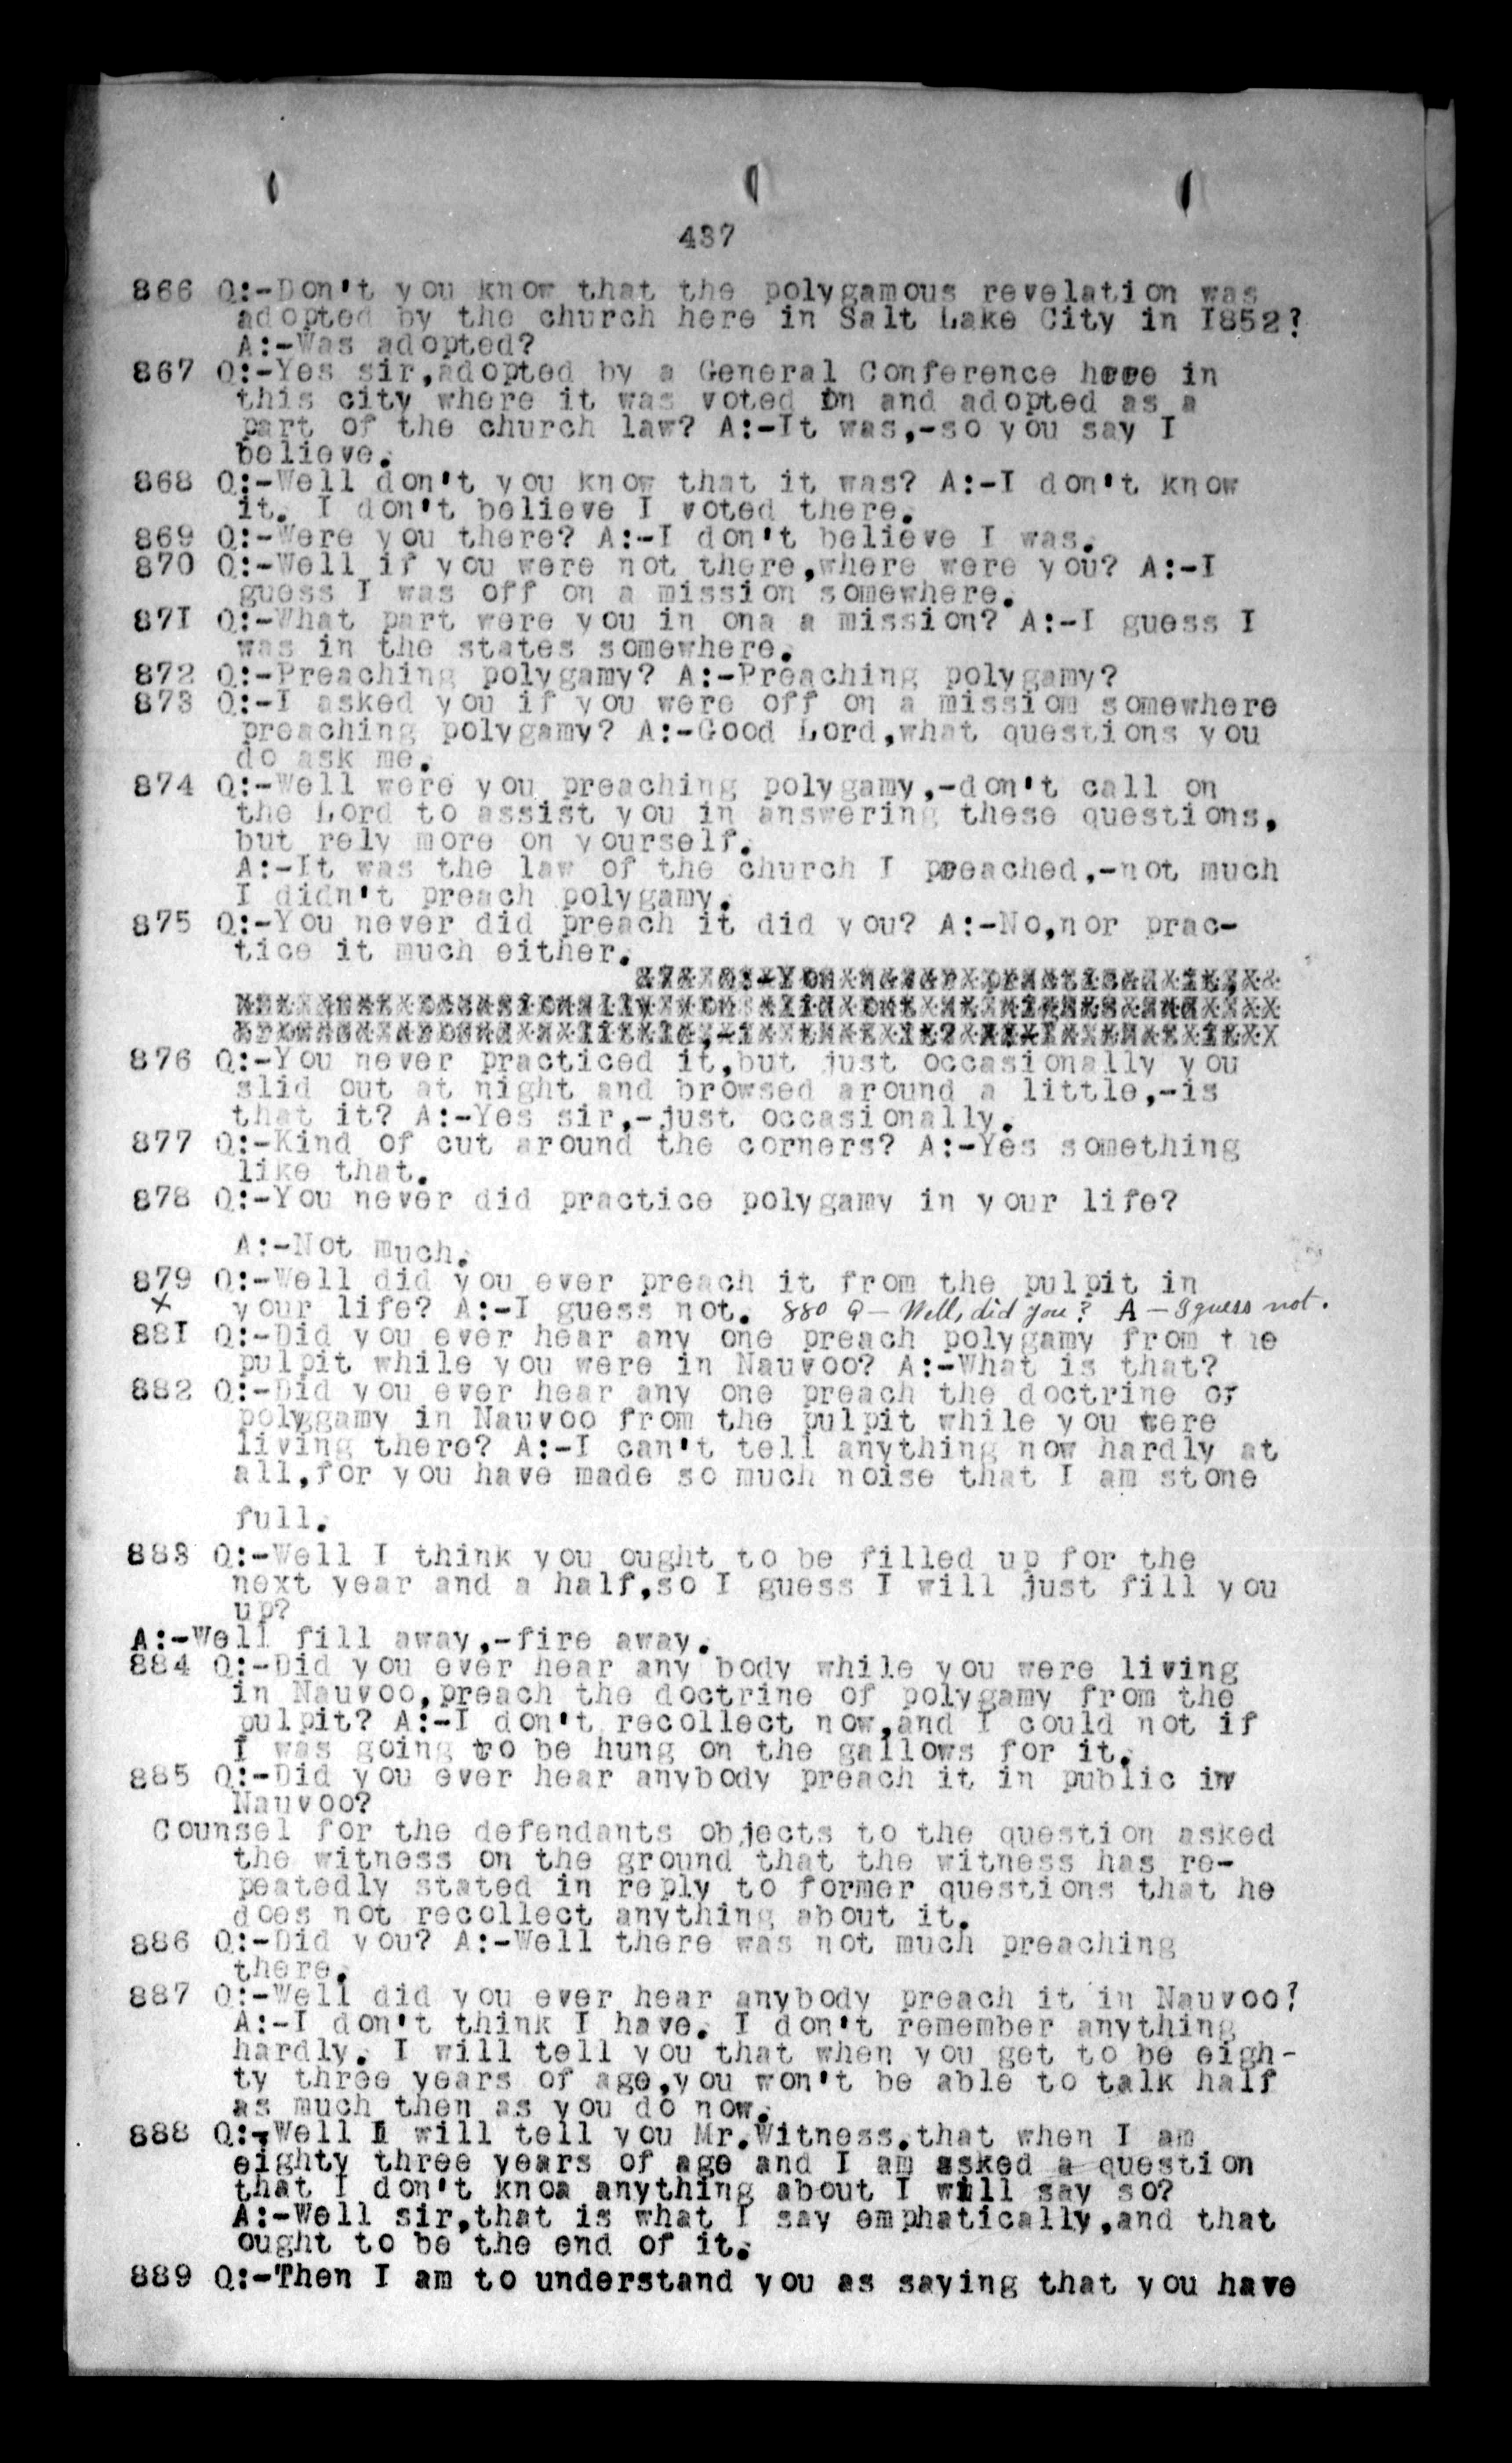 437
866 Q:-Don't you know that the polygamous revelation was
adopted by the church here in Salt Lake City in I852?
A:-Was adopted?
867 Q:-Yes sir,adopted by a General Conference here in
this city where it was voted on and adopted as a
part of the church law? A:-It was,-so you say I
believe.
868 Q:-Well don't you know that it was? A:-I don't know
it. I don't believe I voted there.
869 Q:-Were you there? A:-I don't believe I was.
870 Q:-Well if you were not there,where were you? A:-I
guess I was off on a mission somewhere.
87I Q:-What part were you in ona a mission? A:-I guess I
was in the states somewhere.
872 Q:-Preaching polygamy? A:-Preaching polygamy?
873 Q:-I asked you if you were off on a mission somewhere
preaching polygamy? A:-Good Lord,what questions you
do ask me.
874 Q:-Well were you preaching polygamy,-don't call on
the Lord to assist you in answering these questions,
but rely more on yourself.
A:-It was the law of the church I preached,-not much
I didn't preach polygamy.
875 Q:-You never did preach it did you? A:-No,nor prac-
tice it much either.
876 Q:-You never practiced it,but just occasionally you
slid out at night and browsed around a little,-is
that it? A:-Yes sir,-just occasionally.
877 Q:-Kind of cut around the corners? A:-Yes something
like that.
878 Q:-You never did practice polygamy in your life?
A:-Not much.
879 Q:-Well did you ever preach it from the pulpit in
x your life? A:-I guess not. 880 Q — Well, did you? A — I guess not.
88I Q:-Did you ever hear any one preach polygamy from t he
pulpit while you were in Nauvoo? A:-What is that?
882 Q:-Did you ever hear any one preach the doctrine of
polyggamy in Nauvoo from the pulpit while you were
living there? A:-I can't tell anything now hardly at
all,for you have made so much noise that I am stone
full.
883 Q:-Well I think you ought to be filled up for the
next year and a half,so I guess I will just fill you
up?
A:-Well fill away,-fire away.
884 Q:-Did you ever hear any body while you were living
in Nauvoo,preach the doctrine of polygamy from the
pulpit? A:-I don't recollect now,and I could not if
I was going to be hung on the gallows for it.
885 Q:-Did you ever hear anybody preach it in public in
Nauvoo?
Counsel for the defendants objects to the question asked
the witness on the ground that the witness has re-
peatedly stated in reply to former questions that he
does not recollect anything about it.
886 Q:-Did you? A:-Well there was not much preaching
there.
887 Q:-Well did you ever hear anybody preach it in Nauvoo?
A:-I don't think I have. I don't remember anything
hardly. I will tell you that when you get to be eigh-
ty three years of age,you won't be able to talk half
as much then as you do now.
888 Q:-Well I will tell you Mr.Witness.that when I am
eighty three years of age and I am asked a question
that I don't knoa anything about I will say so?
A:-Well sir,that is what I say emphatically,and that
ought to be the end of it.
889 Q:-Then I am to understand you as saying that you have